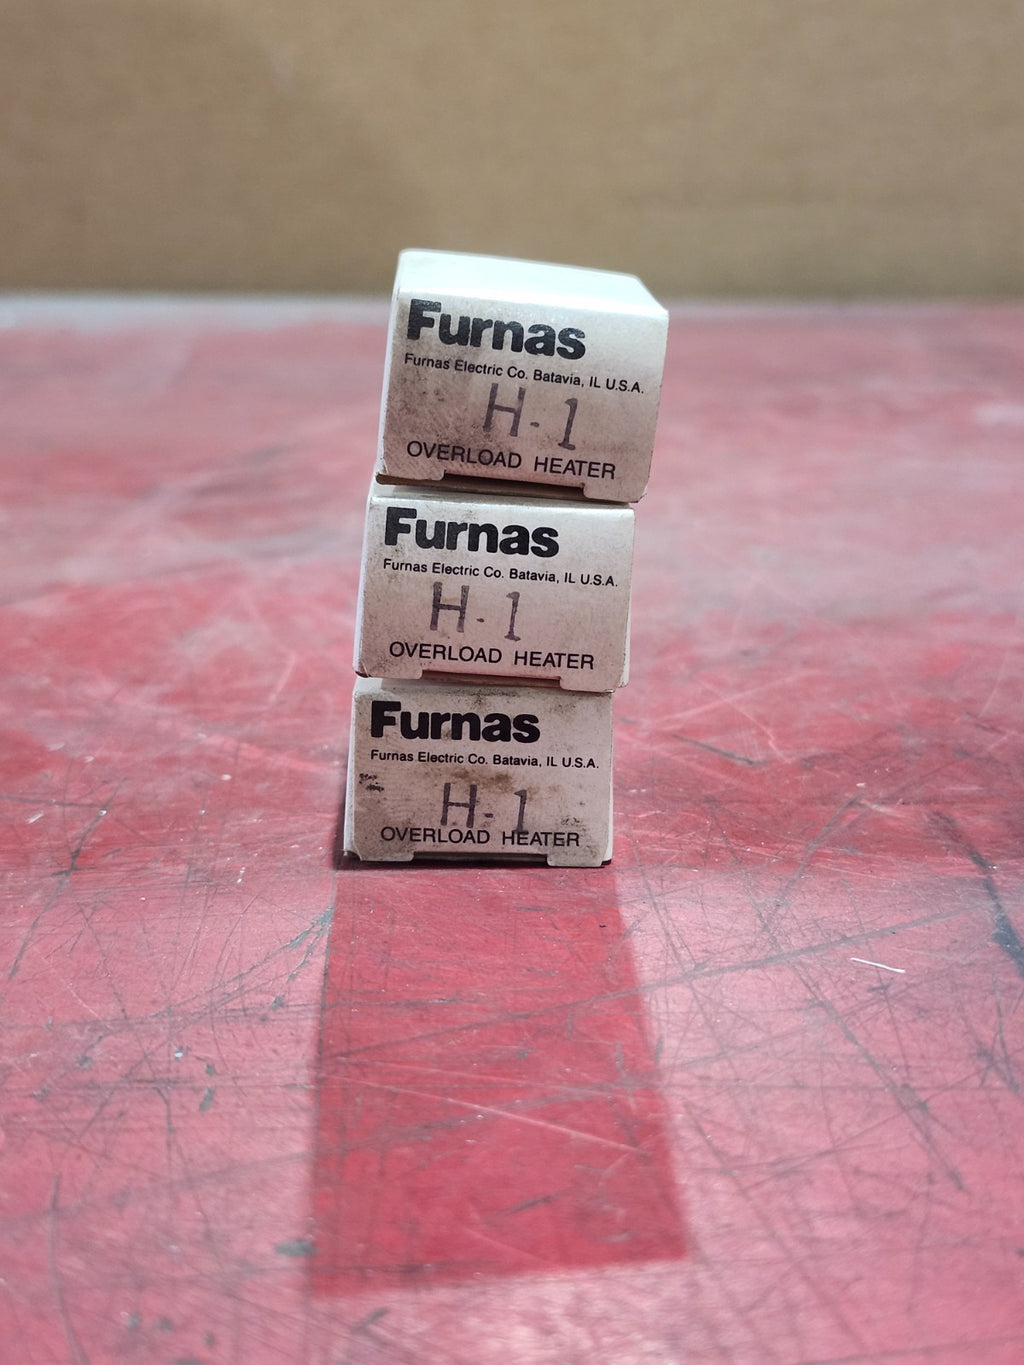 Furnas
Furnas Electric Co. Batavia, IL U.S.A.
H-1
OVERLOAD HEATER
Furnas
Furnas Electric Co. Batavia, IL U.S.A.
H-1
OVERLOAD HEATER
Furnas
Furnas Electric Co. Batavia, IL U.S.A.
H-1
OVERLOAD HEATER